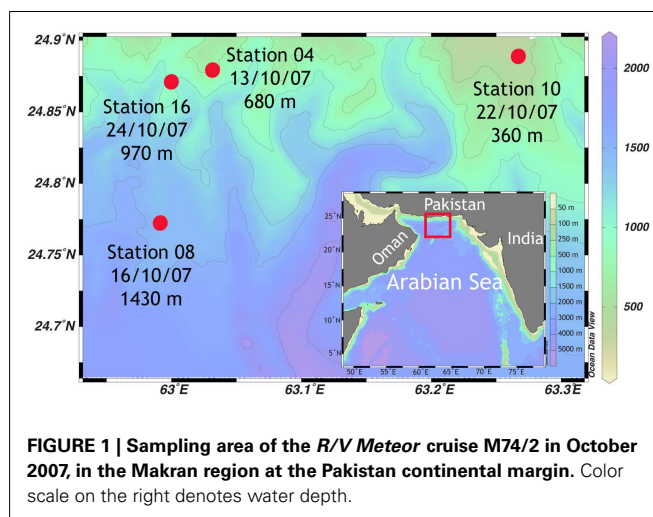 24.9°N
24.85°N
24.8°N
24.75°N
24.7°N
63°E
63.1°E
63.2°E
63.3°E
Station 04
13/10/07
680 m
Station 16
24/10/07
970 m
Station 10
22/10/07
360 m
Station 08
16/10/07
1430 m
2000
1500
1000
500
Pakistan
Oman
India
Arabian Sea
25°N
20°N
15°N
10°N
5°N
50°E
55°E
60°E
65°E
70°E
75°E
50 m
100 m
250 m
500 m
1000 m
2000 m
3000 m
4000 m
5000 m
Ocean Data View
FIGURE 1 | Sampling area of the R/V Meteor cruise M74/2 in October
2007, in the Makran region at the Pakistan continental margin. Color
scale on the right denotes water depth.